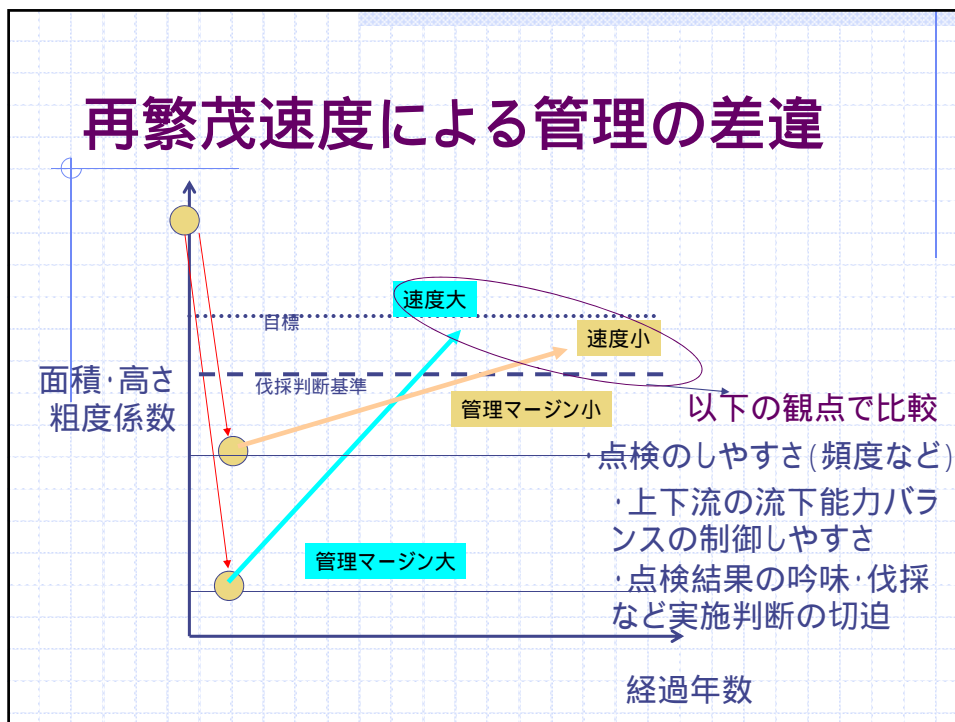 再繁茂速度による管理の差違
速度大
目標
速度小
面積・高さ
粗度係数
伐採判断基準
管理マージン小
以下の観点で比較
・点検のしやすさ(頻度など)
・上下流の流下能力バラ
ンスの制御しやすさ
管理マージン大
・点検結果の吟味・伐採
など実施判断の切迫
経過年数